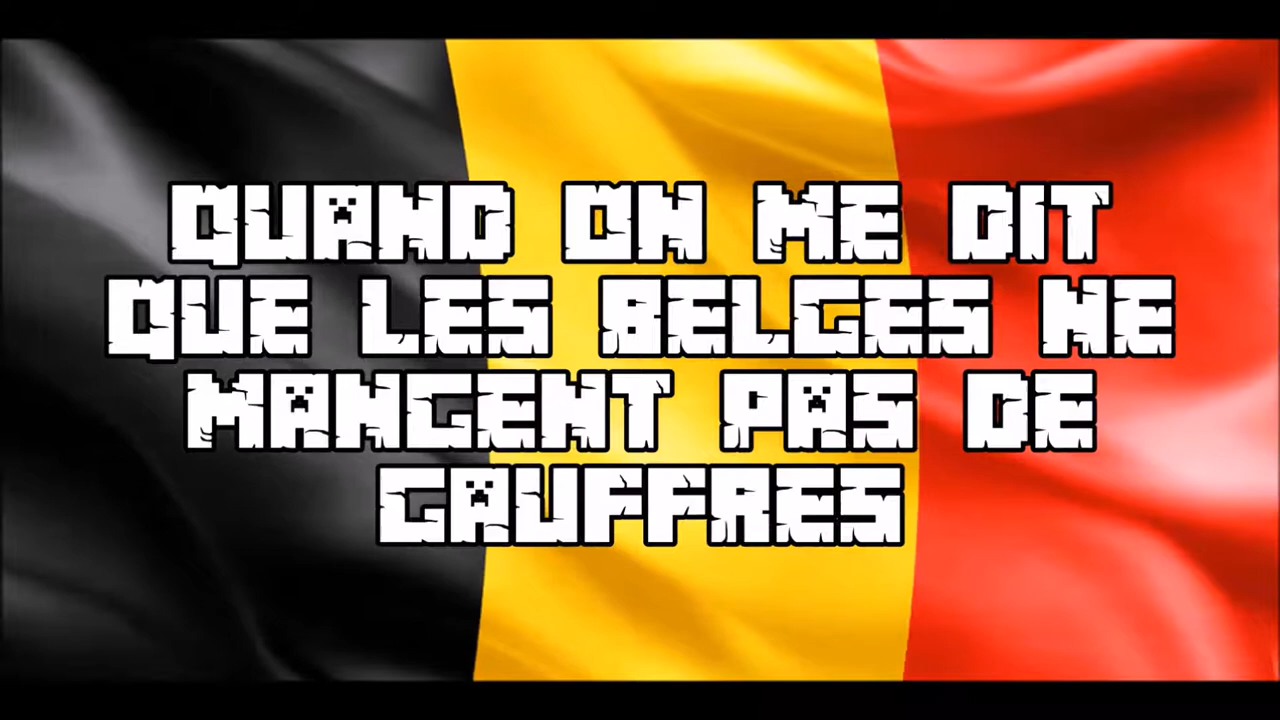 QUAND ON ME DIT
QUE LES BELGES NE
MANGENT PAS DE
GAUFFRES